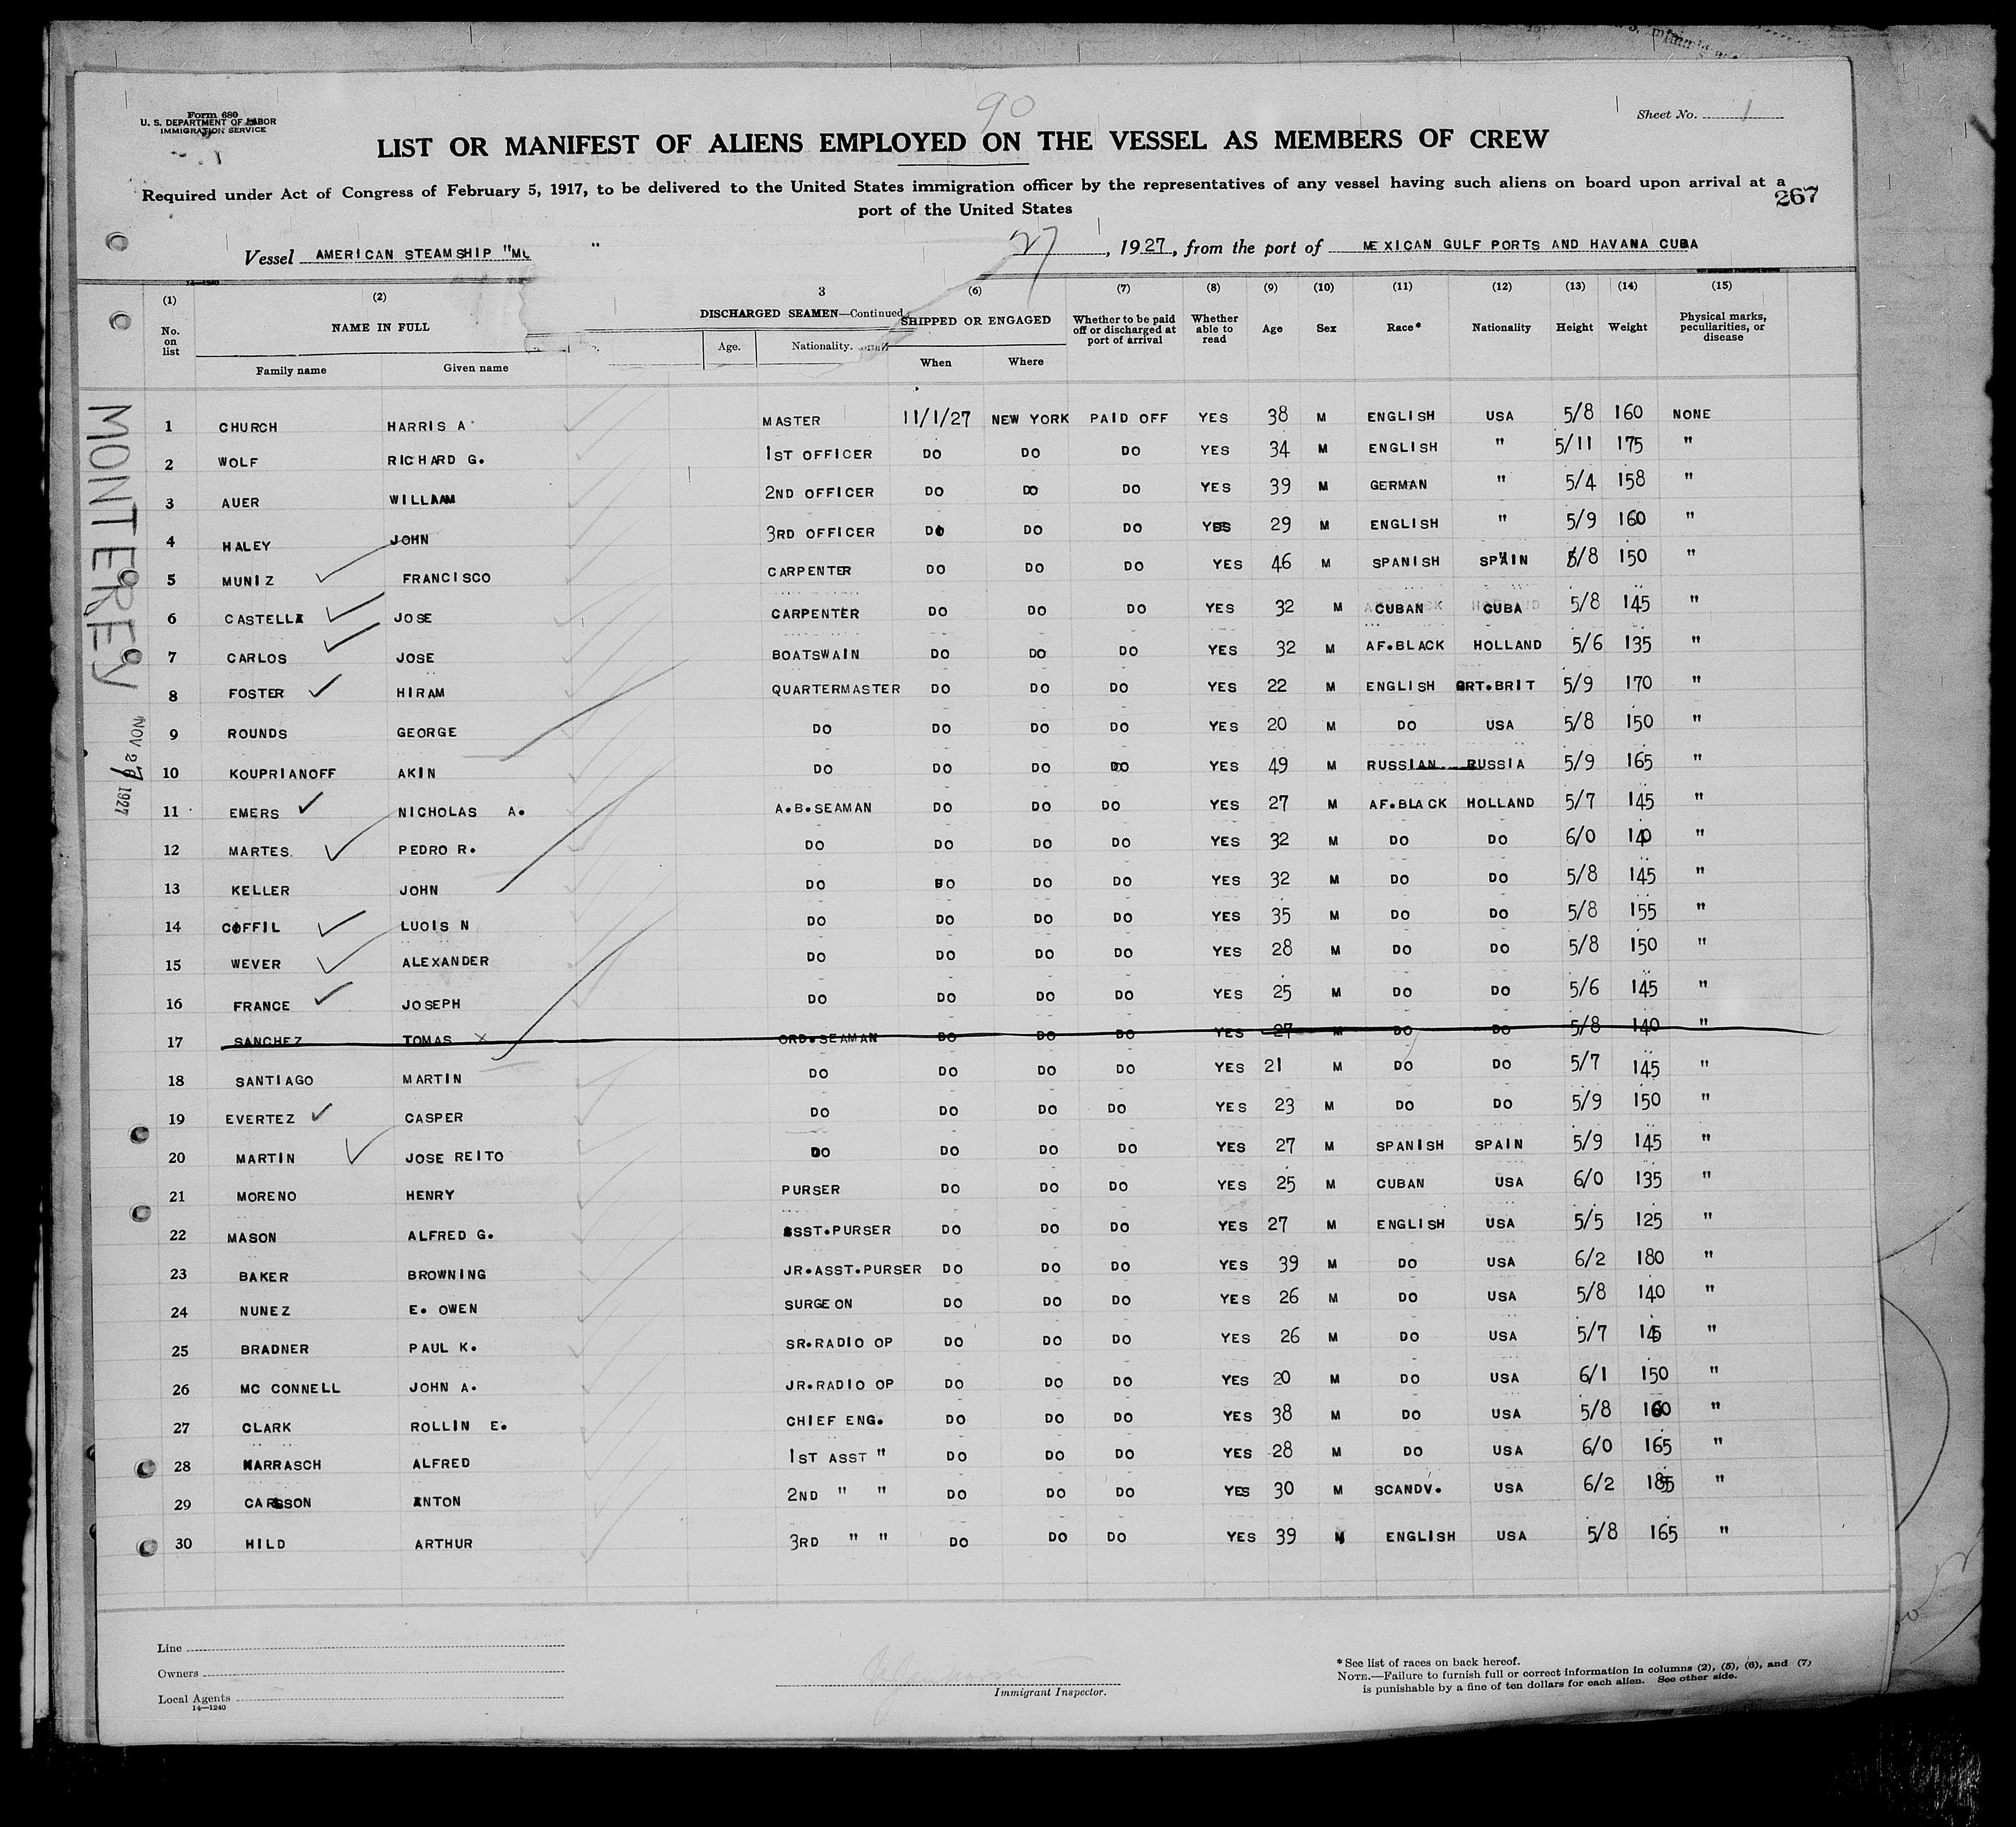 90
Form 680
U. S. DEPARTMENT OF LABOR
IMMIGRATION SERVICE
Sheet No. 1
LIST OR MANIFEST OF ALIENS EMPLOYED ON THE VESSEL AS MEMBERS OF CREW
Required under Act of Congress of February 5, 1917, to be delivered to the United States immigration officer by the representatives of any vessel having such aliens on board upon arrival at a
port of the United States
267
Vessel AMERICAN STEAMSHIP "MO " 27, 1927, from the port of MEXICAN GULF PORTS AND HAVANA CUBA
14—1240
(1) (2) 3 (6) (7) (8) (9) (10) (11) (12) (13) (14) (15)
No. on list NAME IN FULL DISCHARGED SEAMEN—Continued SHIPPED OR ENGAGED Whether to be paid off or discharged at port of arrival Whether able to read Age Sex Race* Nationality Height Weight Physical marks, peculiarities, or disease
Family name Given name Age. Nationality. When Where
MONTEREY
NOV 27 1927
1 CHURCH HARRIS A MASTER 11/1/27 NEW YORK PAID OFF YES 38 M ENGLISH USA 5/8 160 NONE
2 WOLF RICHARD G. 1ST OFFICER DO DO DO YES 34 M ENGLISH " 5/11 175 "
3 AUER WILLAAM 2ND OFFICER DO DO DO YES 39 M GERMAN " 5/4 158 "
4 HALEY JOHN 3RD OFFICER DO DO DO YES 29 M ENGLISH " 5/9 160 "
5 MUNIZ FRANCISCO CARPENTER DO DO DO YES 46 M SPANISH SPAIN 5/8 150 "
6 CASTELLA JOSE CARPENTER DO DO DO YES 32 M CUBAN CUBA 5/8 145 "
7 CARLOS JOSE BOATSWAIN DO DO DO YES 32 M AF.BLACK HOLLAND 5/6 135 "
8 FOSTER HIRAM QUARTERMASTER DO DO DO YES 22 M ENGLISH GRT.BRIT 5/9 170 "
9 ROUNDS GEORGE DO DO DO DO YES 20 M DO USA 5/8 150 "
10 KOUPRIANOFF AKIN DO DO DO DO YES 49 M RUSSIAN RUSSIA 5/9 165 "
11 EMERS NICHOLAS A. A.B.SEAMAN DO DO DO YES 27 M AF.BLACK HOLLAND 5/7 145 "
12 MARTES PEDRO R. DO DO DO DO YES 32 M DO DO 6/0 140 "
13 KELLER JOHN DO DO DO DO YES 32 M DO DO 5/8 145 "
14 COFFIL LUOIS N DO DO DO DO YES 35 M DO DO 5/8 155 "
15 WEVER ALEXANDER DO DO DO DO YES 28 M DO DO 5/8 150 "
16 FRANCE JOSEPH DO DO DO DO YES 25 M DO DO 5/6 145 "
17 SANCHEZ TOMAS X ORD.SEAMAN DO DO DO YES 27 M DO DO 5/8 140 "
18 SANTIAGO MARTIN DO DO DO DO YES 21 M DO DO 5/7 145 "
19 EVERTEZ CASPER DO DO DO DO YES 23 M DO DO 5/9 150 "
20 MARTIN JOSE REITO DO DO DO DO YES 27 M SPANISH SPAIN 5/9 145 "
21 MORENO HENRY PURSER DO DO DO YES 25 M CUBAN USA 6/0 135 "
22 MASON ALFRED G. ASST.PURSER DO DO DO YES 27 M ENGLISH USA 5/5 125 "
23 BAKER BROWNING JR.ASST.PURSER DO DO DO YES 39 M DO USA 6/2 180 "
24 NUNEZ E. OWEN SURGEON DO DO DO YES 26 M DO USA 5/8 140 "
25 BRADNER PAUL K. SR.RADIO OP DO DO DO YES 26 M DO USA 5/7 145 "
26 MC CONNELL JOHN A. JR.RADIO OP DO DO DO YES 20 M DO USA 6/1 150 "
27 CLARK ROLLIN E. CHIEF ENG. DO DO DO YES 38 M DO USA 5/8 160 "
28 KARRASCH ALFRED 1ST ASST " DO DO DO YES 28 M DO USA 6/0 165 "
29 CARSSON ANTON 2ND " " DO DO DO YES 30 M SCANDV. USA 6/2 185 "
30 HILD ARTHUR 3RD " " DO DO DO YES 39 M ENGLISH USA 5/8 165 "
Line
Owners
Local Agents
14—1240
Immigrant Inspector.
*See list of races on back hereof.
NOTE.—Failure to furnish full or correct information in columns (2), (5), (6), and (7)
is punishable by a fine of ten dollars for each alien. See other side.